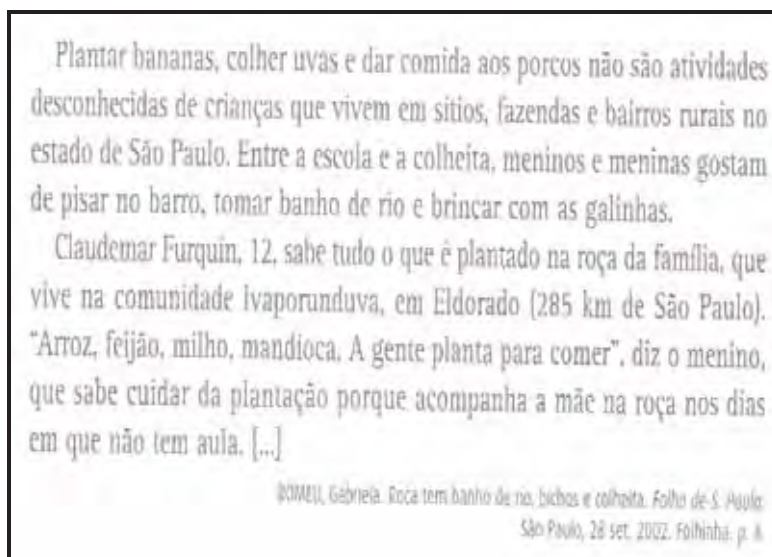 Plantar bananas, colher uvas e dar comida aos porcos não são atividades
desconhecidas de crianças que vivem em sítios, fazendas e bairros rurais no
estado de São Paulo. Entre a escola e a colheita, meninos e meninas gostam
de pisar no barro, tomar banho de rio e brincar com as galinhas.
Claudemar Furquin, 12, sabe tudo o que é plantado na roça da família, que
vive na comunidade Ivaporunduva, em Eldorado (285 km de São Paulo).
"Arroz, feijão, milho, mandioca. A gente planta para comer", diz o menino,
que sabe cuidar da plantação porque acompanha a mãe na roça nos dias
em que não tem aula. [...]
ROMEU, Gabriela. Roça tem banho de rio, bichos e colheita. Folha de S. Paulo.
São Paulo, 28 set. 2002. Folhinha. p.